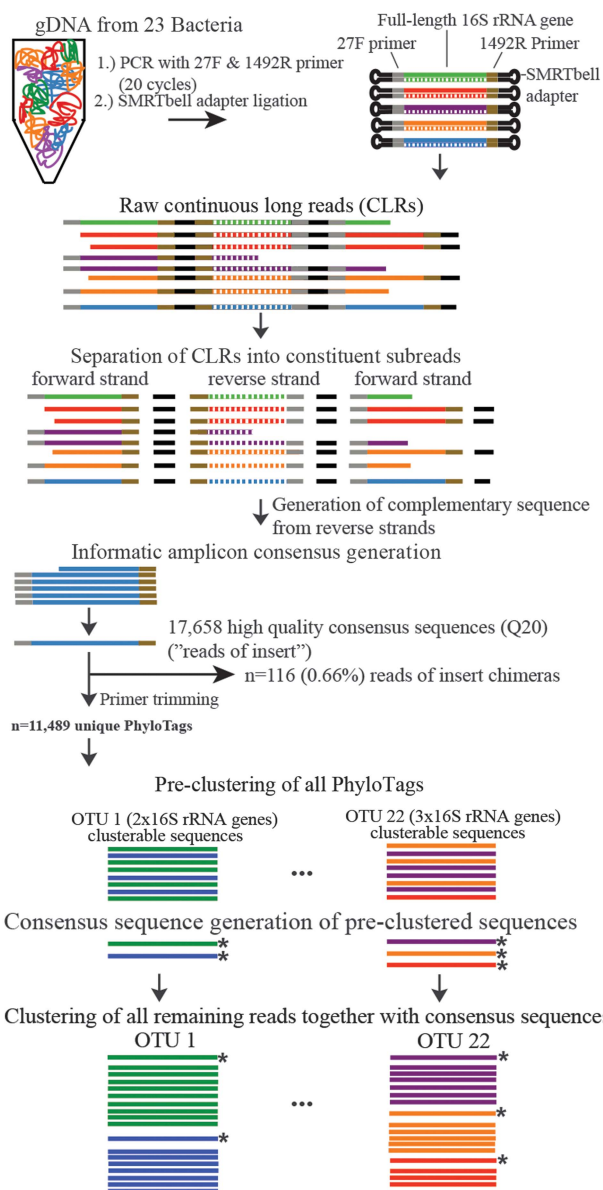 gDNA from 23 Bacteria
1.) PCR with 27F & 1492R primer
(20 cycles)
2.) SMRTbell adapter ligation
Full-length 16S rRNA gene
27F primer
1492R Primer
SMRTbell
adapter
Raw continuous long reads (CLRs)
Separation of CLRs into constituent subreads
forward strand reverse strand forward strand
Generation of complementary sequence
from reverse strands
Informatic amplicon consensus generation
17,658 high quality consensus sequences (Q20)
("reads of insert")
n=116 (0.66%) reads of insert chimeras
Primer trimming
n=11,489 unique PhyloTags
Pre-clustering of all PhyloTags
OTU 1 (2x16S rRNA genes)
clusterable sequences
OTU 22 (3x16S rRNA genes)
clusterable sequences
...
Consensus sequence generation of pre-clustered sequences
*
*
*
*
*
Clustering of all remaining reads together with consensus sequence
OTU 1
OTU 22
*
*
...
*
*
*